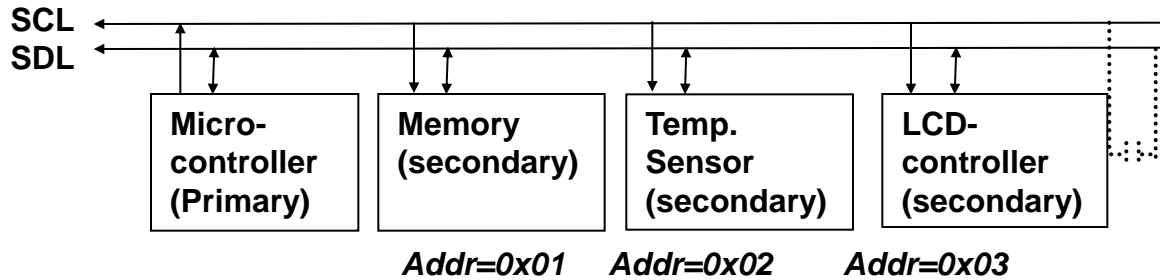 SCL
SDL
Micro-
controller
(Primary)
Memory
(secondary)
Temp.
Sensor
(secondary)
LCD-
controller
(secondary)
Addr=0x01 Addr=0x02 Addr=0x03